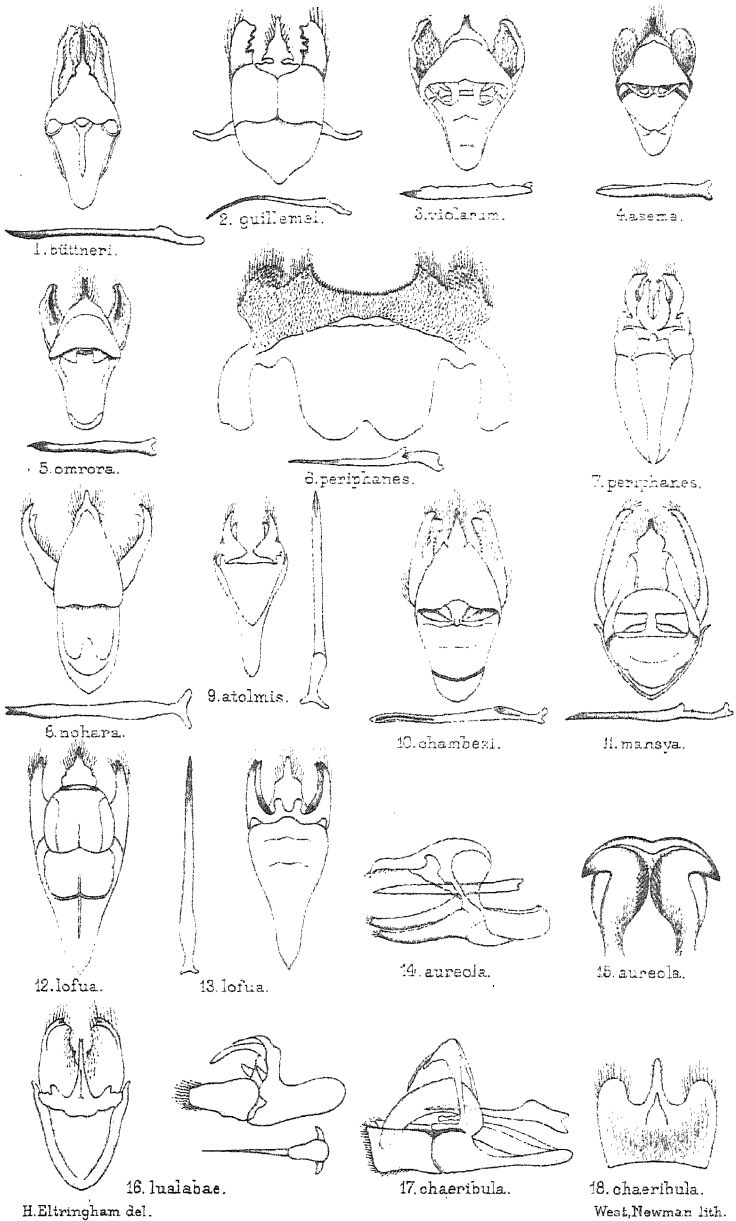 1. büttneri.
2. guillemei.
3. violarum.
4. asema.
5. omrora.
6. periphanes.
7. periphanes.
8. nohara.
9. atolmis.
10. chambezi.
11. mansya.
12. lofua.
13. lofua.
14. aureola.
15. aureola.
16. lualabae.
17. chaeribula.
18. chaeribula.
H. Eltringham del.
West, Newman lith.